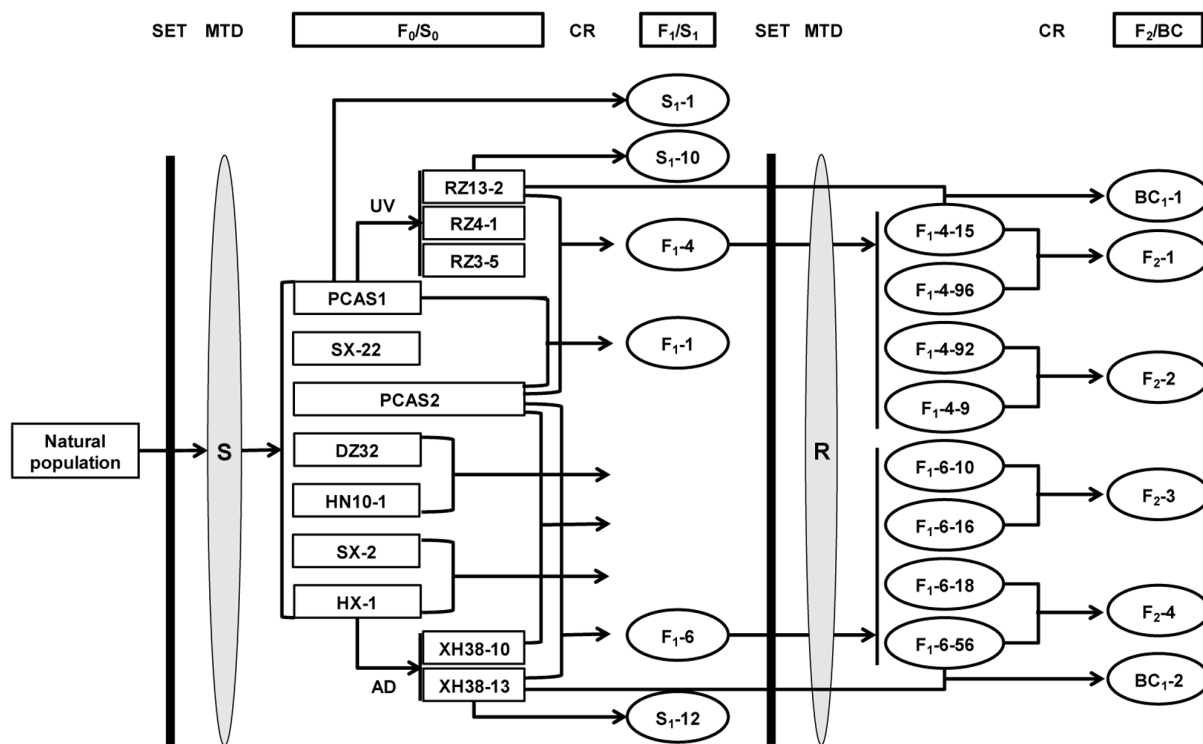 SET MTD F₀/S₀ CR F₁/S₁ SET MTD CR F₂/BC
S₁-1
S₁-10
RZ13-2
UV
RZ4-1
RZ3-5
PCAS1
SX-22
PCAS2
DZ32
HN10-1
SX-2
HX-1
XH38-10
AD
XH38-13
Natural
population
S
F₁-4
F₁-1
F₁-6
S₁-12
R
F₁-4-15
F₁-4-96
F₁-4-92
F₁-4-9
F₁-6-10
F₁-6-16
F₁-6-18
F₁-6-56
BC₁-1
F₂-1
F₂-2
F₂-3
F₂-4
BC₁-2